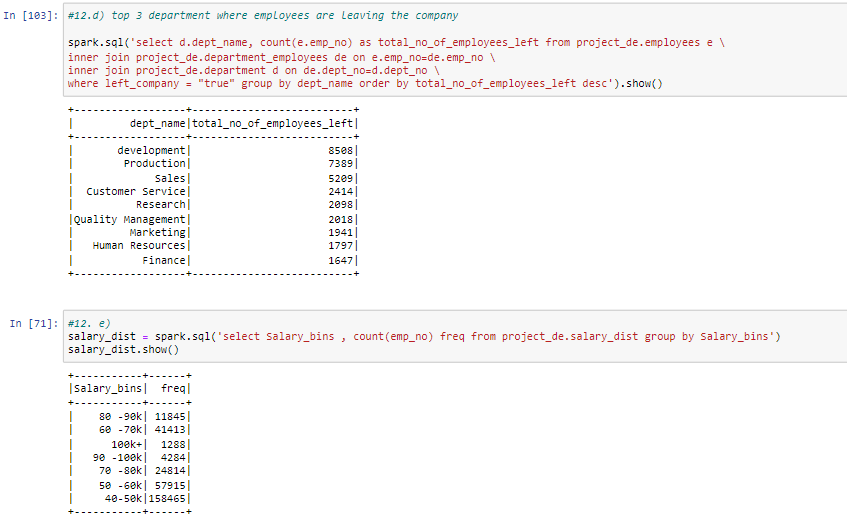 In [103]: #12.d) top 3 department where employees are leaving the company
spark.sql('select d.dept_name, count(e.emp_no) as total_no_of_employees_left from project_de.employees e \
inner join project_de.department_employees de on e.emp_no=de.emp_no \
inner join project_de.department d on de.dept_no=d.dept_no \
where left_company = "true" group by dept_name order by total_no_of_employees_left desc').show()
+-----------------+-------------------------+
|        dept_name|total_no_of_employees_left|
+-----------------+-------------------------+
|      development|                      8508|
|       Production|                      7389|
|            Sales|                      5209|
| Customer Service|                      2414|
|         Research|                      2098|
|Quality Management|                      2018|
|        Marketing|                      1941|
|  Human Resources|                      1797|
|          Finance|                      1647|
+-----------------+-------------------------+
In [71]: #12. e)
salary_dist = spark.sql('select Salary_bins , count(emp_no) freq from project_de.salary_dist group by Salary_bins')
salary_dist.show()
+-----------+------+
|Salary_bins|  freq|
+-----------+------+
|    80 -90k| 11845|
|    60 -70k| 41413|
|      100k+|  1288|
|   90 -100k|  4284|
|    70 -80k| 24814|
|    50 -60k| 57915|
|     40-50k|158465|
+-----------+------+